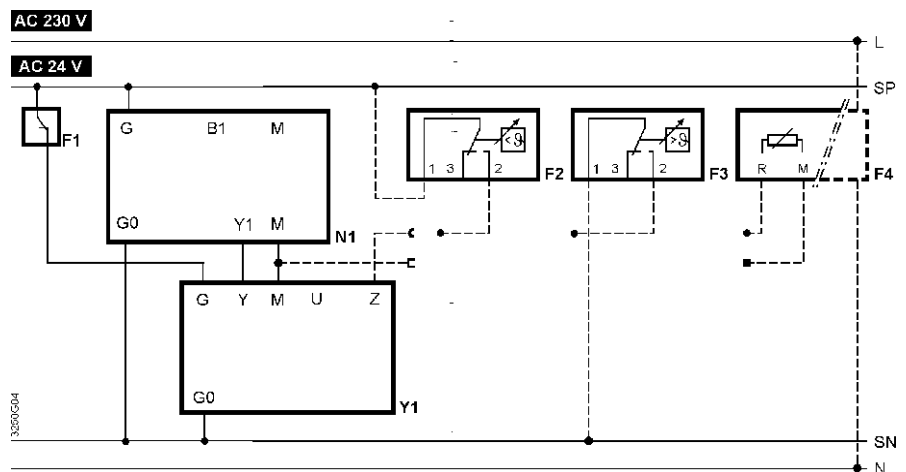 AC 230 V
L
AC 24 V
SP
F1
G B1 M
G0 Y1 M
N1
1 3 2
<ϑ
F2
1 3 2
>ϑ
F3
R M
F4
G Y M U Z
G0
Y1
3260G04
SN
N